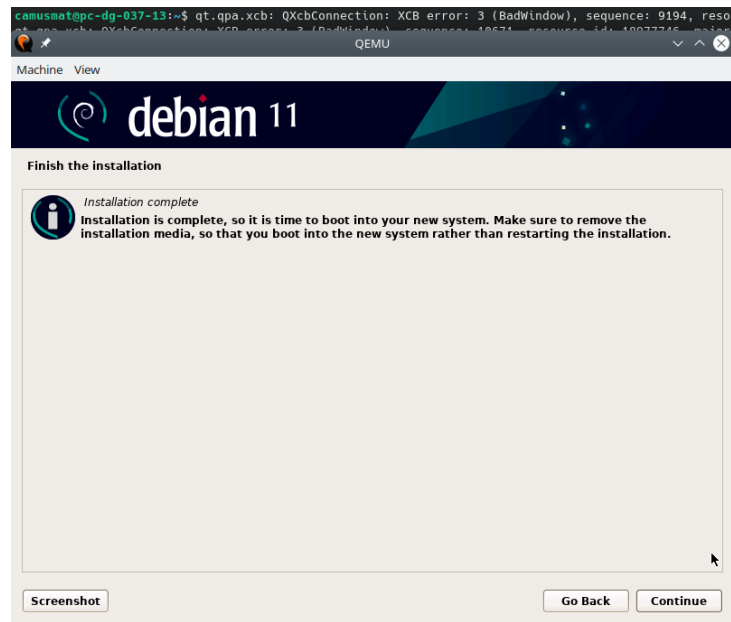 camusmat@pc-dg-037-13:~$ qt.qpa.xcb: QXcbConnection: XCB error: 3 (BadWindow), sequence: 9194, reso
QEMU
Machine View
debian 11
Finish the installation
Installation complete
Installation is complete, so it is time to boot into your new system. Make sure to remove the
installation media, so that you boot into the new system rather than restarting the installation.
Screenshot Go Back Continue